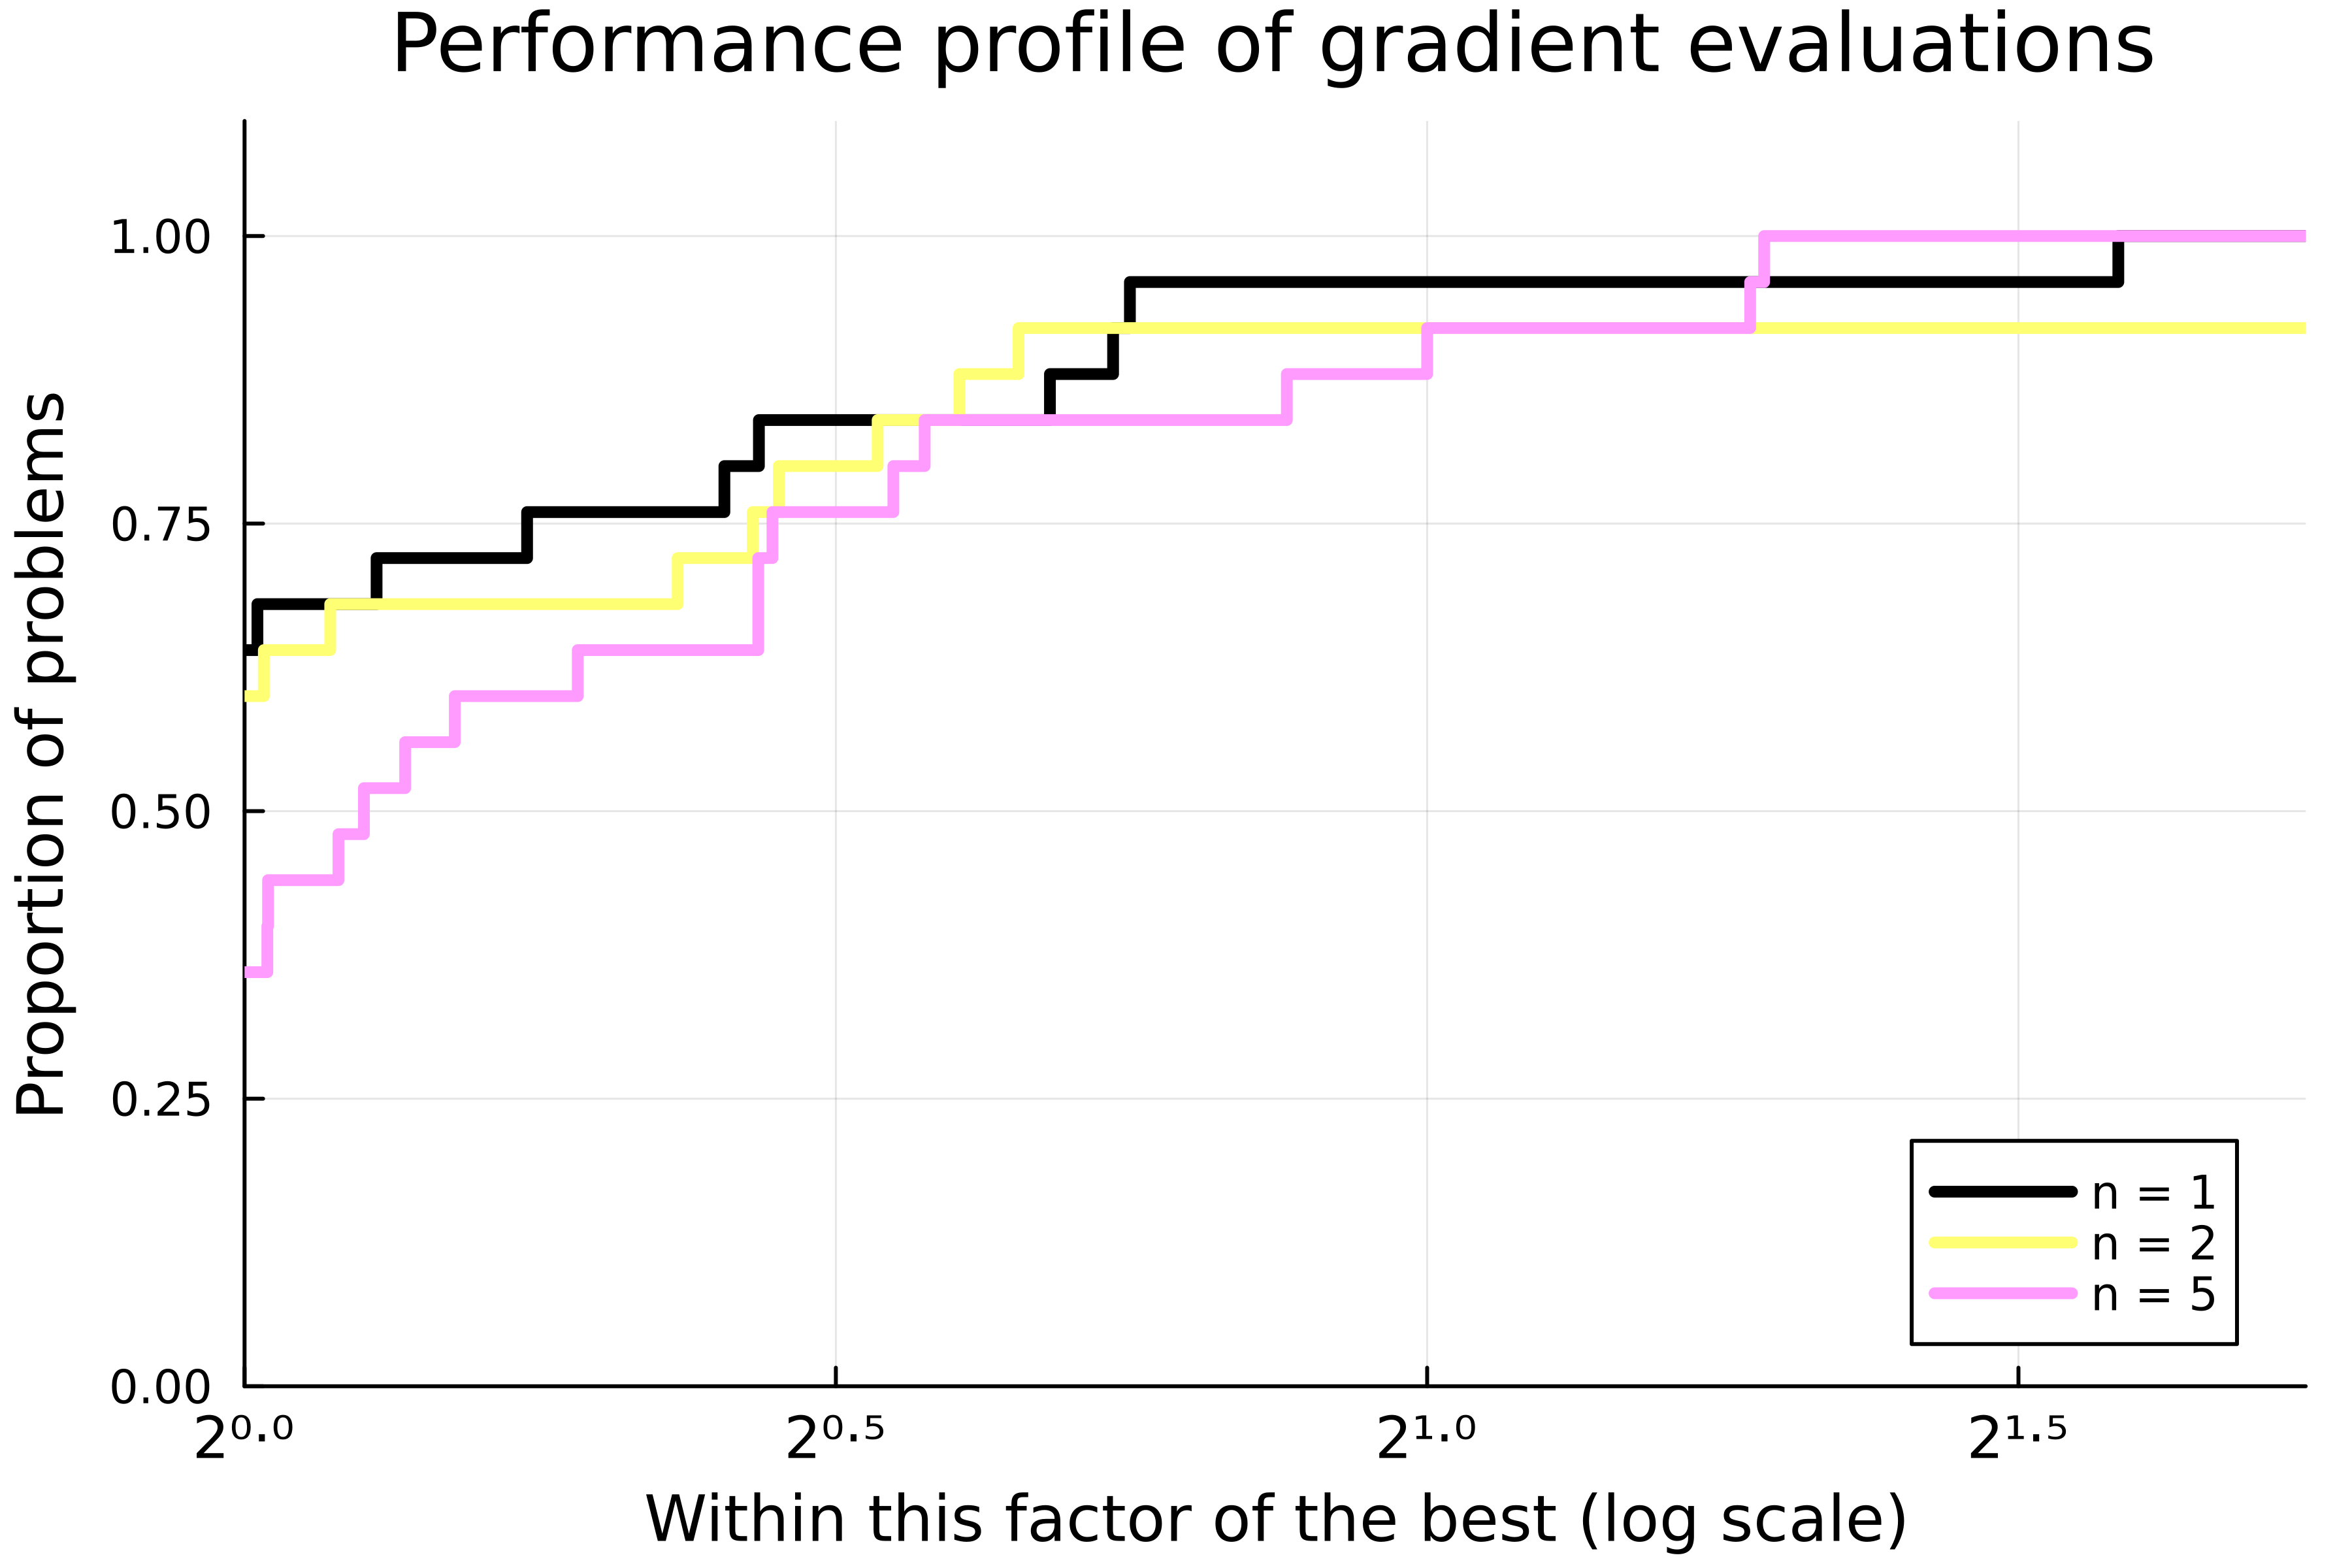 Performance profile of gradient evaluations
Proportion of problems
1.00
0.75
0.50
0.25
0.00
2⁰·⁰
2⁰·⁵
2¹·⁰
2¹·⁵
Within this factor of the best (log scale)
n = 1
n = 2
n = 5